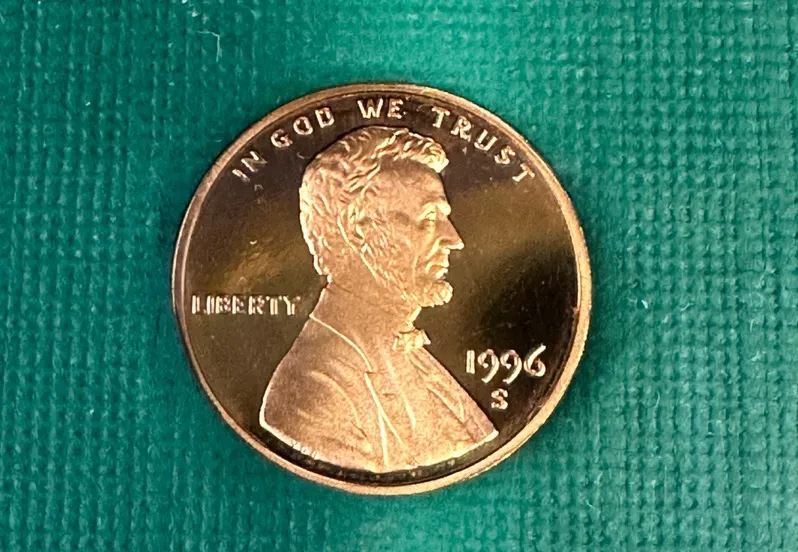 IN GOD WE TRUST
LIBERTY
1996
S